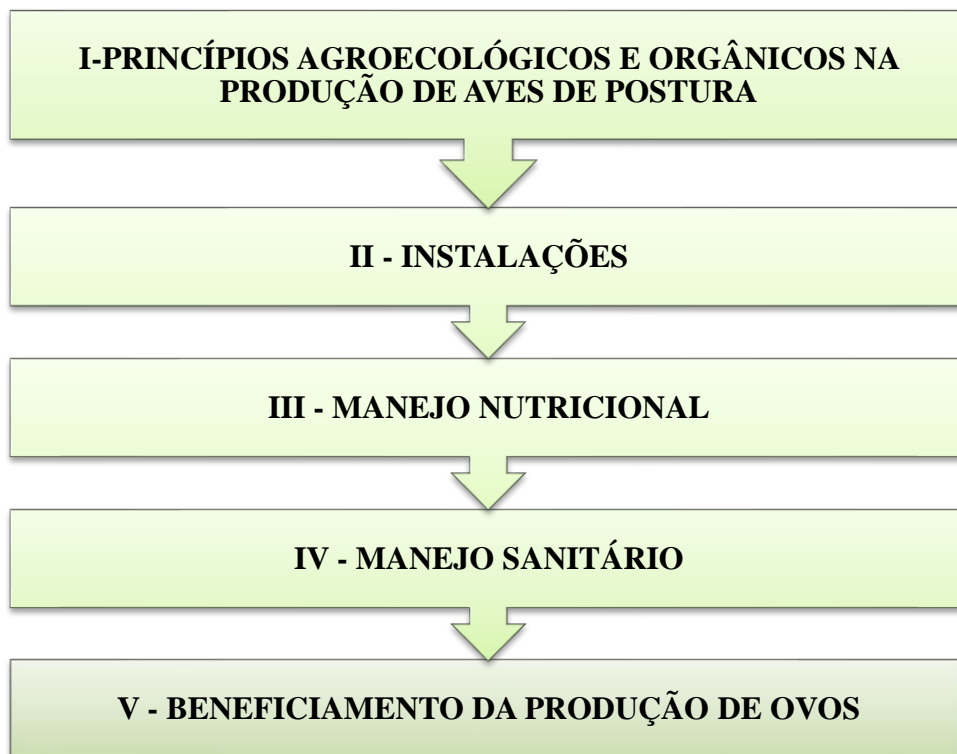 I-PRINCÍPIOS AGROECOLÓGICOS E ORGÂNICOS NA
PRODUÇÃO DE AVES DE POSTURA
II - INSTALAÇÕES
III - MANEJO NUTRICIONAL
IV - MANEJO SANITÁRIO
V - BENEFICIAMENTO DA PRODUÇÃO DE OVOS